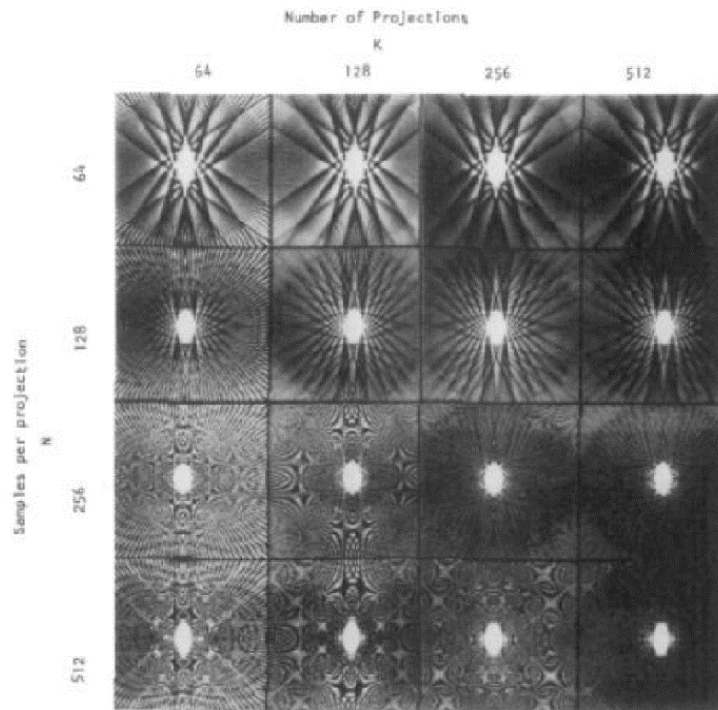 Number of Projections
K
64 128 256 512
Samples per projection
N
64
128
256
512